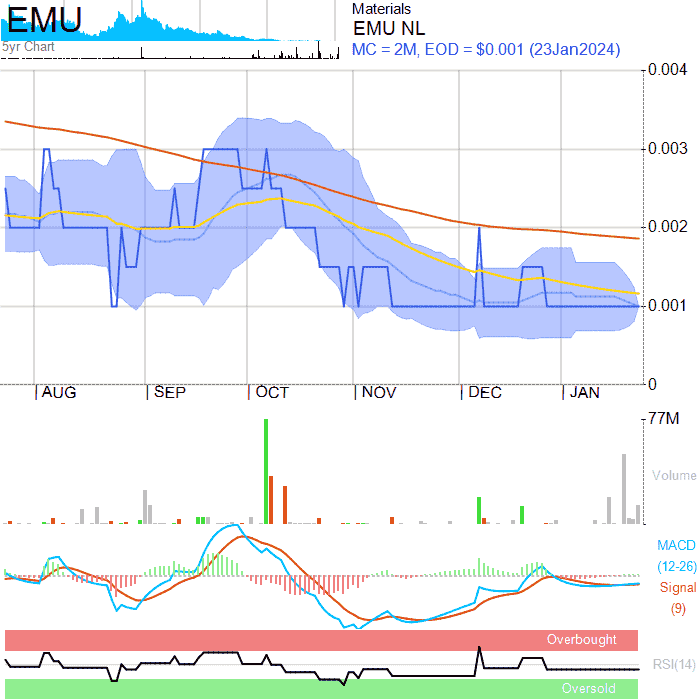 EMU
Materials
EMU NL
5yr Chart
MC = 2M, EOD = $0.001 (23Jan2024)
0.004
0.003
0.002
0.001
0
AUG
SEP
OCT
NOV
DEC
JAN
77M
Volume
MACD
(12-26)
Signal
(9)
Overbought
RSI(14)
Oversold